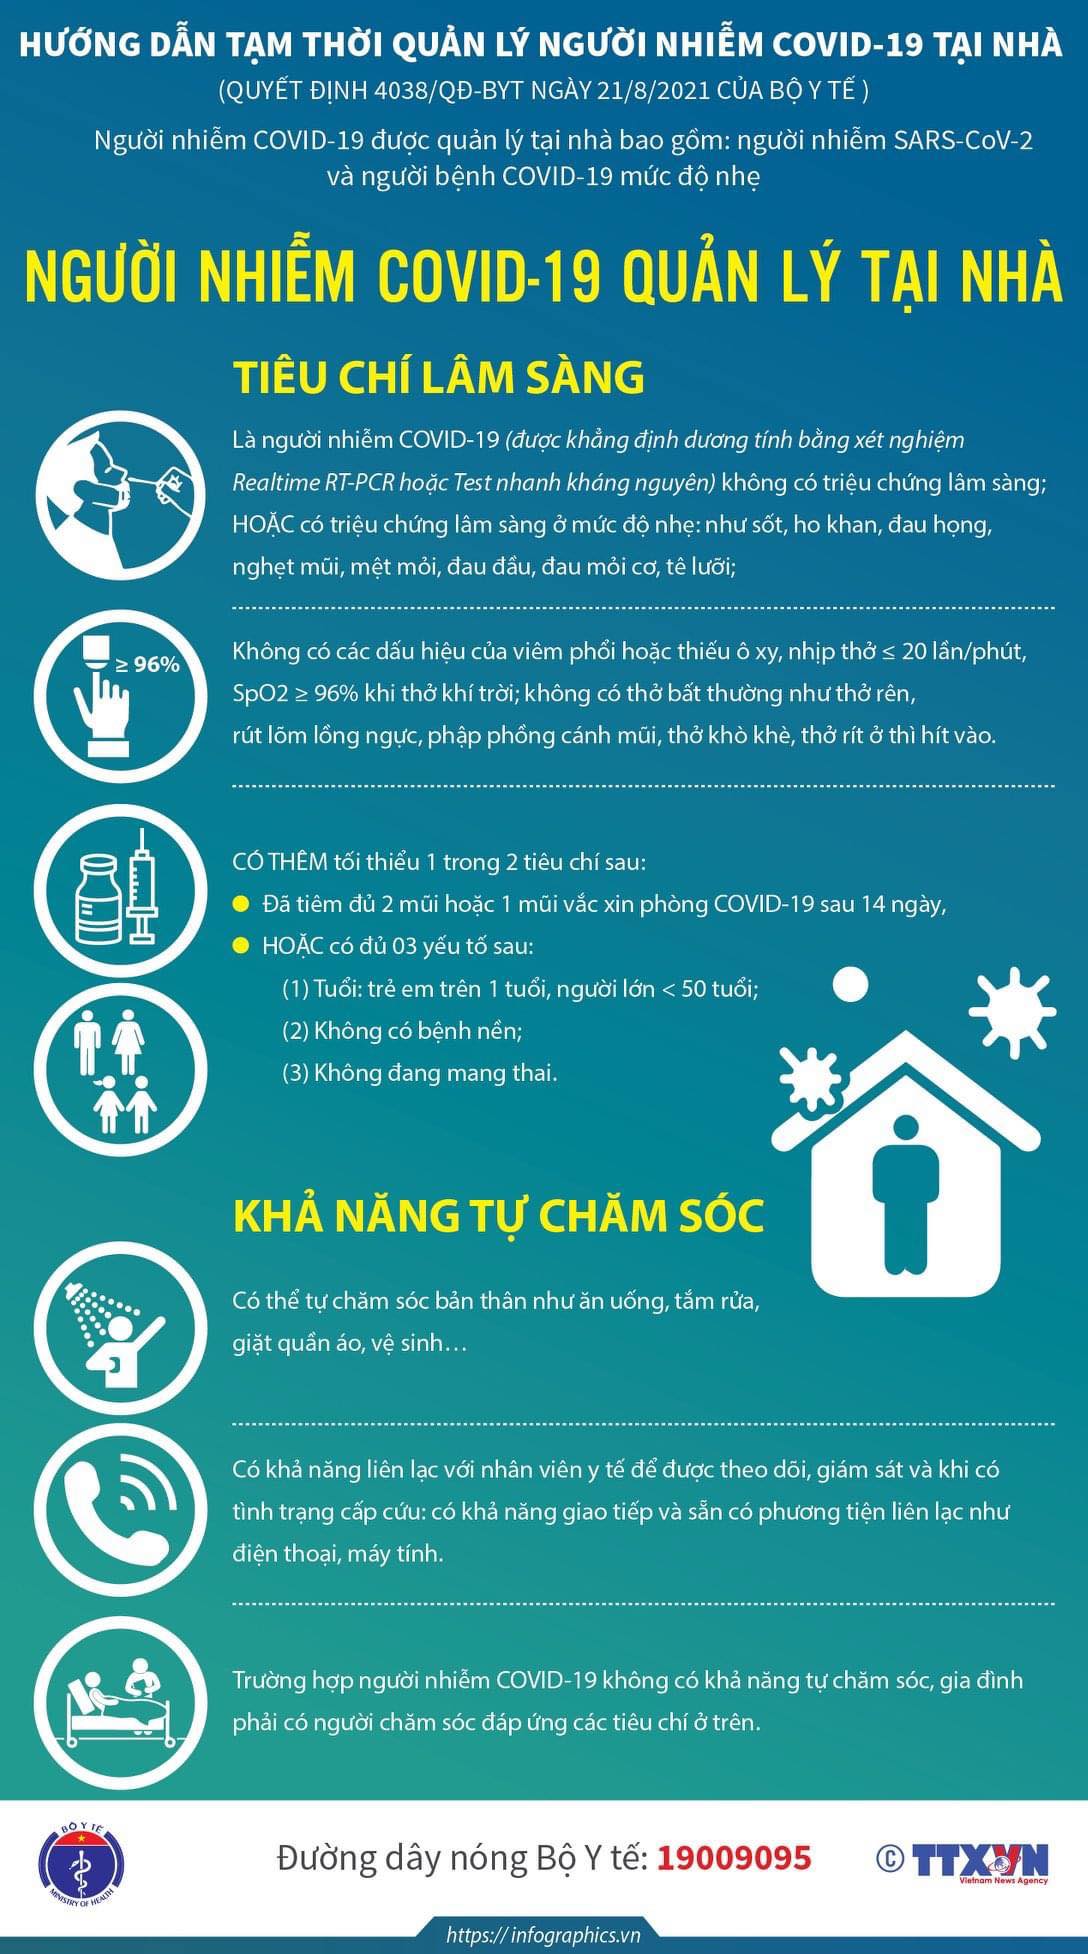 HƯỚNG DẪN TẠM THỜI QUẢN LÝ NGƯỜI NHIỄM COVID-19 TẠI NHÀ
(QUYẾT ĐỊNH 4038/QĐ-BYT NGÀY 21/8/2021 CỦA BỘ Y TẾ )
Người nhiễm COVID-19 được quản lý tại nhà bao gồm: người nhiễm SARS-CoV-2
và người bệnh COVID-19 mức độ nhẹ
NGƯỜI NHIỄM COVID-19 QUẢN LÝ TẠI NHÀ
TIÊU CHÍ LÂM SÀNG
Là người nhiễm COVID-19 (được khẳng định dương tính bằng xét nghiệm
Realtime RT-PCR hoặc Test nhanh kháng nguyên) không có triệu chứng lâm sàng;
HOẶC có triệu chứng lâm sàng ở mức độ nhẹ: như sốt, ho khan, đau họng,
nghẹt mũi, mệt mỏi, đau đầu, đau mỏi cơ, tê lưỡi;
≥ 96%
Không có các dấu hiệu của viêm phổi hoặc thiếu ô xy, nhịp thở ≤ 20 lần/phút,
SpO2 ≥ 96% khi thở khí trời; không có thở bất thường như thở rên,
rút lõm lồng ngực, phập phồng cánh mũi, thở khò khè, thở rít ở thì hít vào.
CÓ THÊM tối thiểu 1 trong 2 tiêu chí sau:
Đã tiêm đủ 2 mũi hoặc 1 mũi vắc xin phòng COVID-19 sau 14 ngày,
HOẶC có đủ 03 yếu tố sau:
(1) Tuổi: trẻ em trên 1 tuổi, người lớn < 50 tuổi;
(2) Không có bệnh nền;
(3) Không đang mang thai.
KHẢ NĂNG TỰ CHĂM SÓC
Có thể tự chăm sóc bản thân như ăn uống, tắm rửa,
giặt quần áo, vệ sinh...
Có khả năng liên lạc với nhân viên y tế để được theo dõi, giám sát và khi có
tình trạng cấp cứu: có khả năng giao tiếp và sẵn có phương tiện liên lạc như
điện thoại, máy tính.
Trường hợp người nhiễm COVID-19 không có khả năng tự chăm sóc, gia đình
phải có người chăm sóc đáp ứng các tiêu chí ở trên.
BỘ Y TẾ
MINISTRY OF HEALTH
Đường dây nóng Bộ Y tế: 19009095
© TTXVN
Vietnam News Agency
https:// infographics.vn